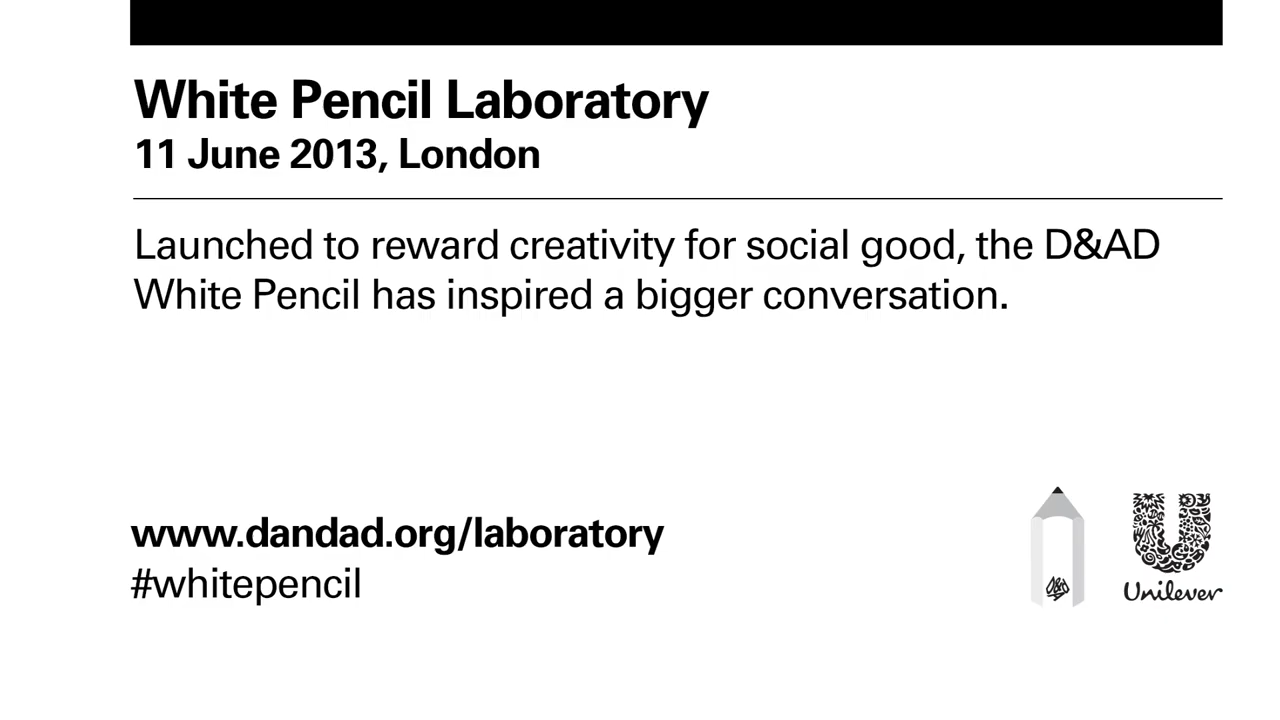 White Pencil Laboratory
11 June 2013, London
Launched to reward creativity for social good, the D&AD
White Pencil has inspired a bigger conversation.
www.dandad.org/laboratory
#whitepencil
D&AD
Unilever